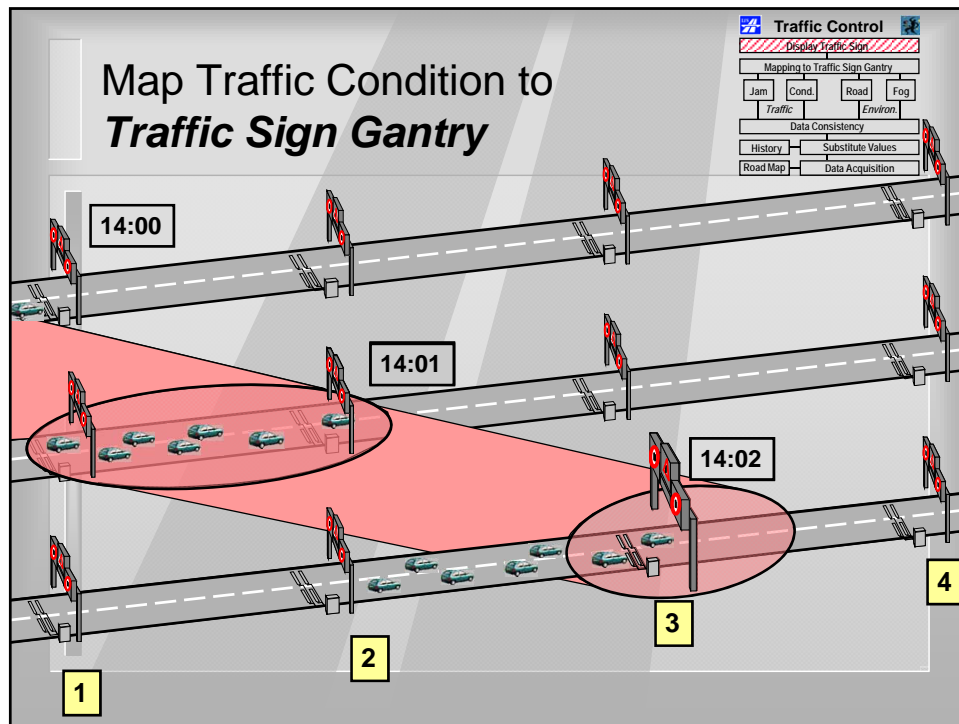 Map Traffic Condition to
Traffic Sign Gantry
Traffic Control
Display Traffic Sign
Mapping to Traffic Sign Gantry
Jam Cond. Road Fog
Traffic Environ.
Data Consistency
History Substitute Values
Road Map Data Acquisition
14:00
14:01
14:02
1
2
3
4